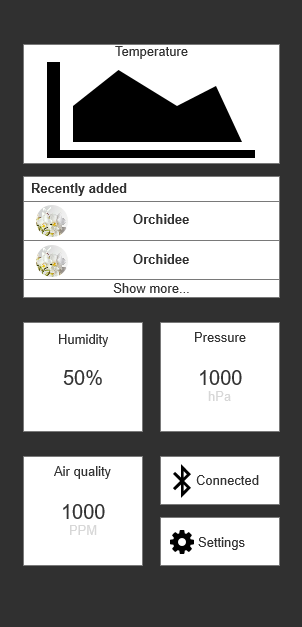 Temperature
Recently added
Orchidee
Orchidee
Show more...
Humidity
50%
Pressure
1000
hPa
Air quality
1000
PPM
Connected
Settings